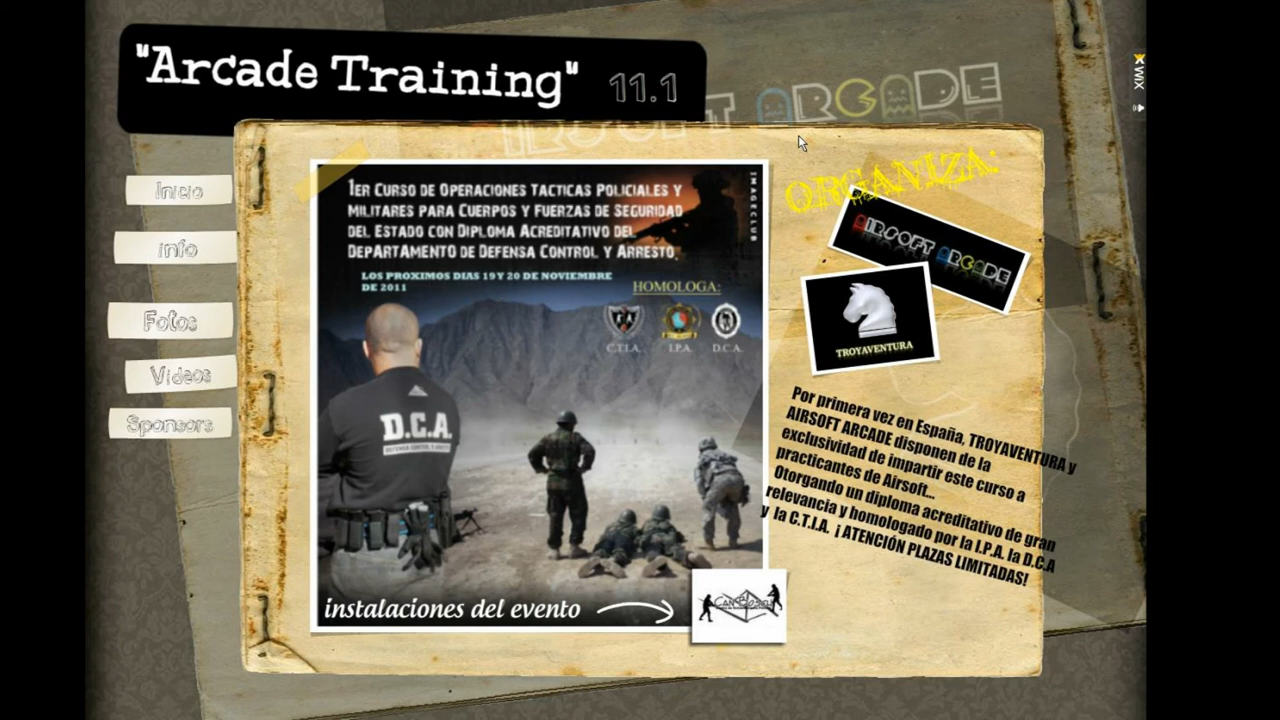 "Arcade Training" 11.1
AIRSOFT ARCADE
WIX
Inicio
Info
Fotos
Videos
Sponsors
1ER CURSO DE OPERACIONES TACTICAS POLICIALES Y
MILITARES PARA CUERPOS Y FUERZAS DE SEGURIDAD
DEL ESTADO CON DIPLOMA ACREDITATIVO DEL
DEPARTAMENTO DE DEFENSA CONTROL Y ARRESTO.
IMAGECLUB
LOS PROXIMOS DIAS 19 Y 20 DE NOVIEMBRE
DE 2011
HOMOLOGA:
C.T.I.A. I.P.A. D.C.A.
D.C.A.
instalaciones del evento
ORGANIZA:
AIRSOFT ARCADE
TROYAVENTURA
Por primera vez en España, TROYAVENTURA y
AIRSOFT ARCADE disponen de la
exclusividad de impartir este curso a
practicantes de Airsoft...
Otorgando un diploma acreditativo de gran
relevancia y homologado por la I.P.A. la D.C.A
y la C.T.I.A. ¡ ATENCIÓN PLAZAS LIMITADAS!